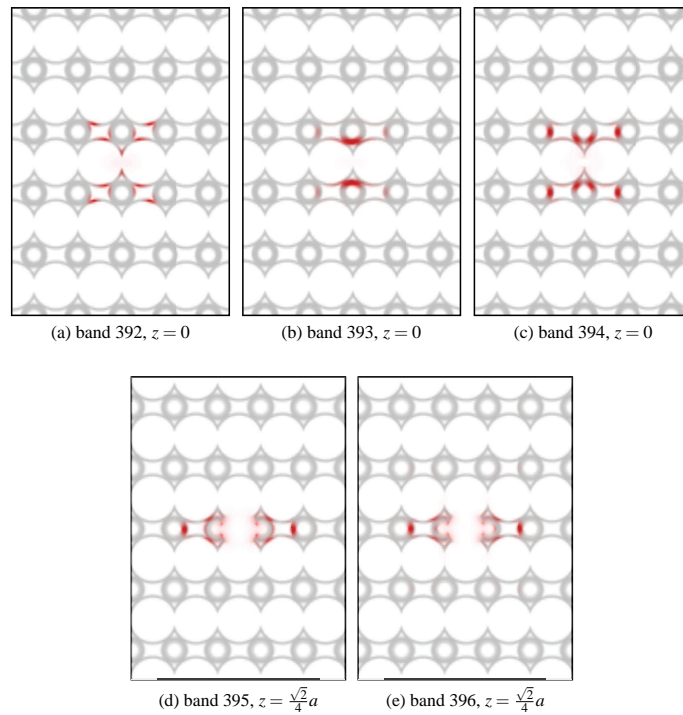 (a) band 392, z = 0
(b) band 393, z = 0
(c) band 394, z = 0
(d) band 395, z = √2/4 a
(e) band 396, z = √2/4 a